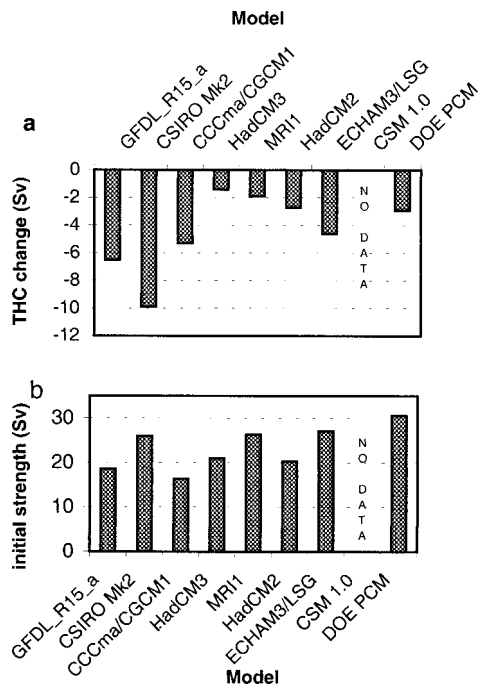 Model
a
GFDL_R15_a
CSIRO Mk2
CCCma/CGCM1
HadCM3
MRI1
HadCM2
ECHAM3/LSG
CSM 1.0
DOE PCM
THC change (Sv)
0
-2
-4
-6
-8
-10
-12
NO DATA
b
initial strength (Sv)
30
20
10
0
NO DATA
GFDL_R15_a
CSIRO Mk2
CCCma/CGCM1
HadCM3
MRI1
HadCM2
ECHAM3/LSG
CSM 1.0
DOE PCM
Model